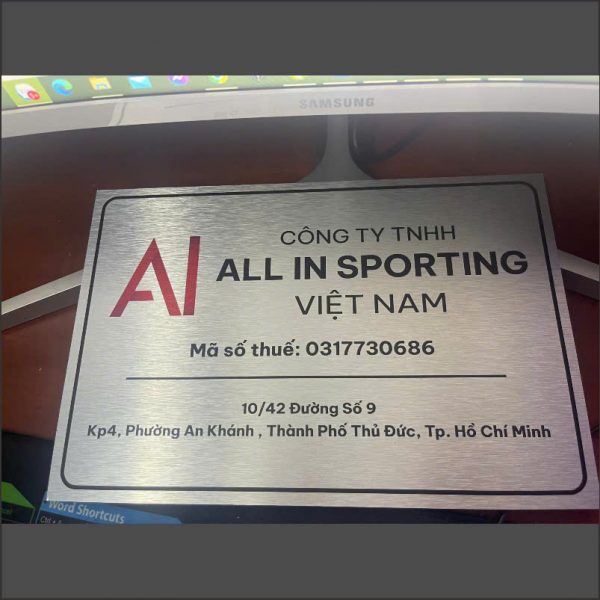 SAMSUNG
AI
CÔNG TY TNHH
ALL IN SPORTING
VIỆT NAM
Mã số thuế: 0317730686
10/42 Đường Số 9
Kp4, Phường An Khánh , Thành Phố Thủ Đức, Tp. Hồ Chí Minh
Word Shortcuts